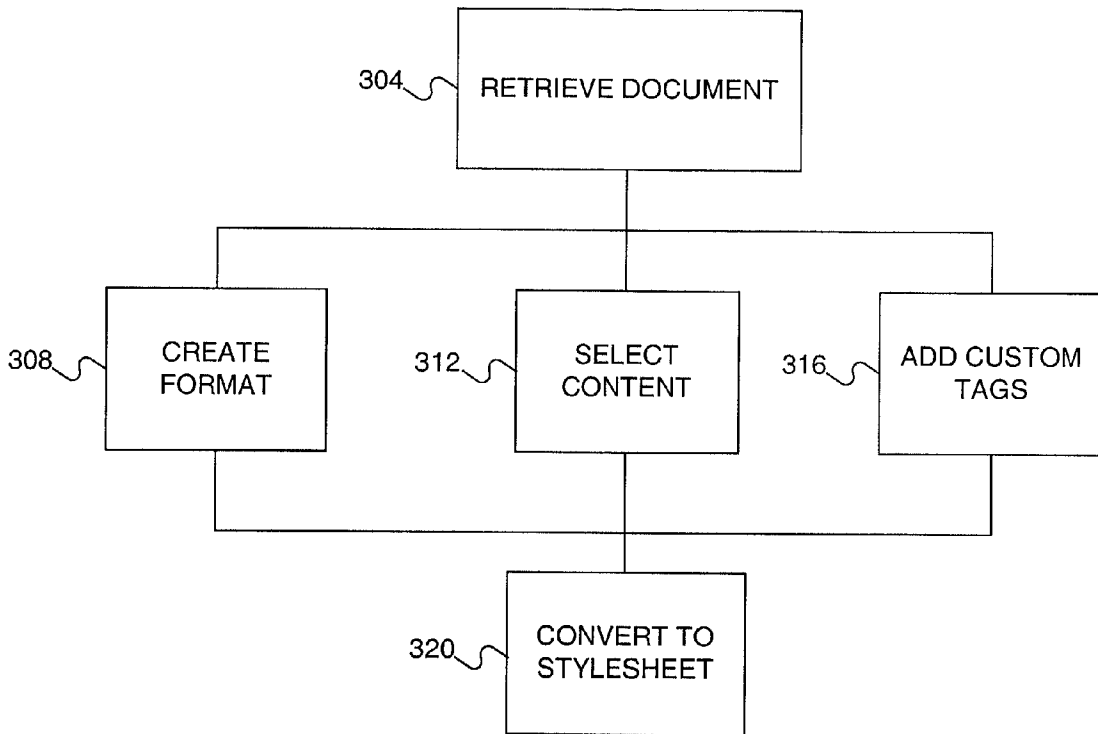 304
RETRIEVE DOCUMENT
308
CREATE
FORMAT
312
SELECT
CONTENT
316
ADD CUSTOM
TAGS
320
CONVERT TO
STYLESHEET